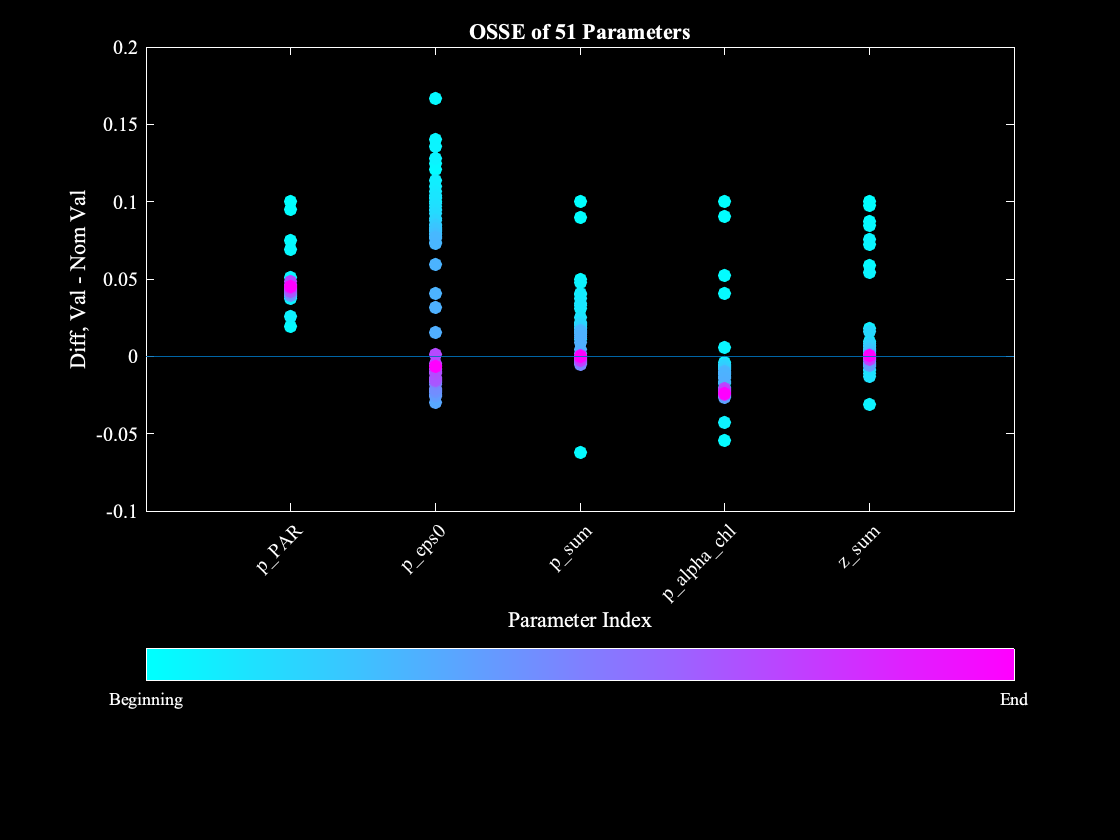 OSSE of 51 Parameters
0.2
0.15
0.1
0.05
0
-0.05
-0.1
Diff, Val - Nom Val
p_PAR
p_eps0
p_sum
p_alpha_chl
z_sum
Parameter Index
Beginning
End